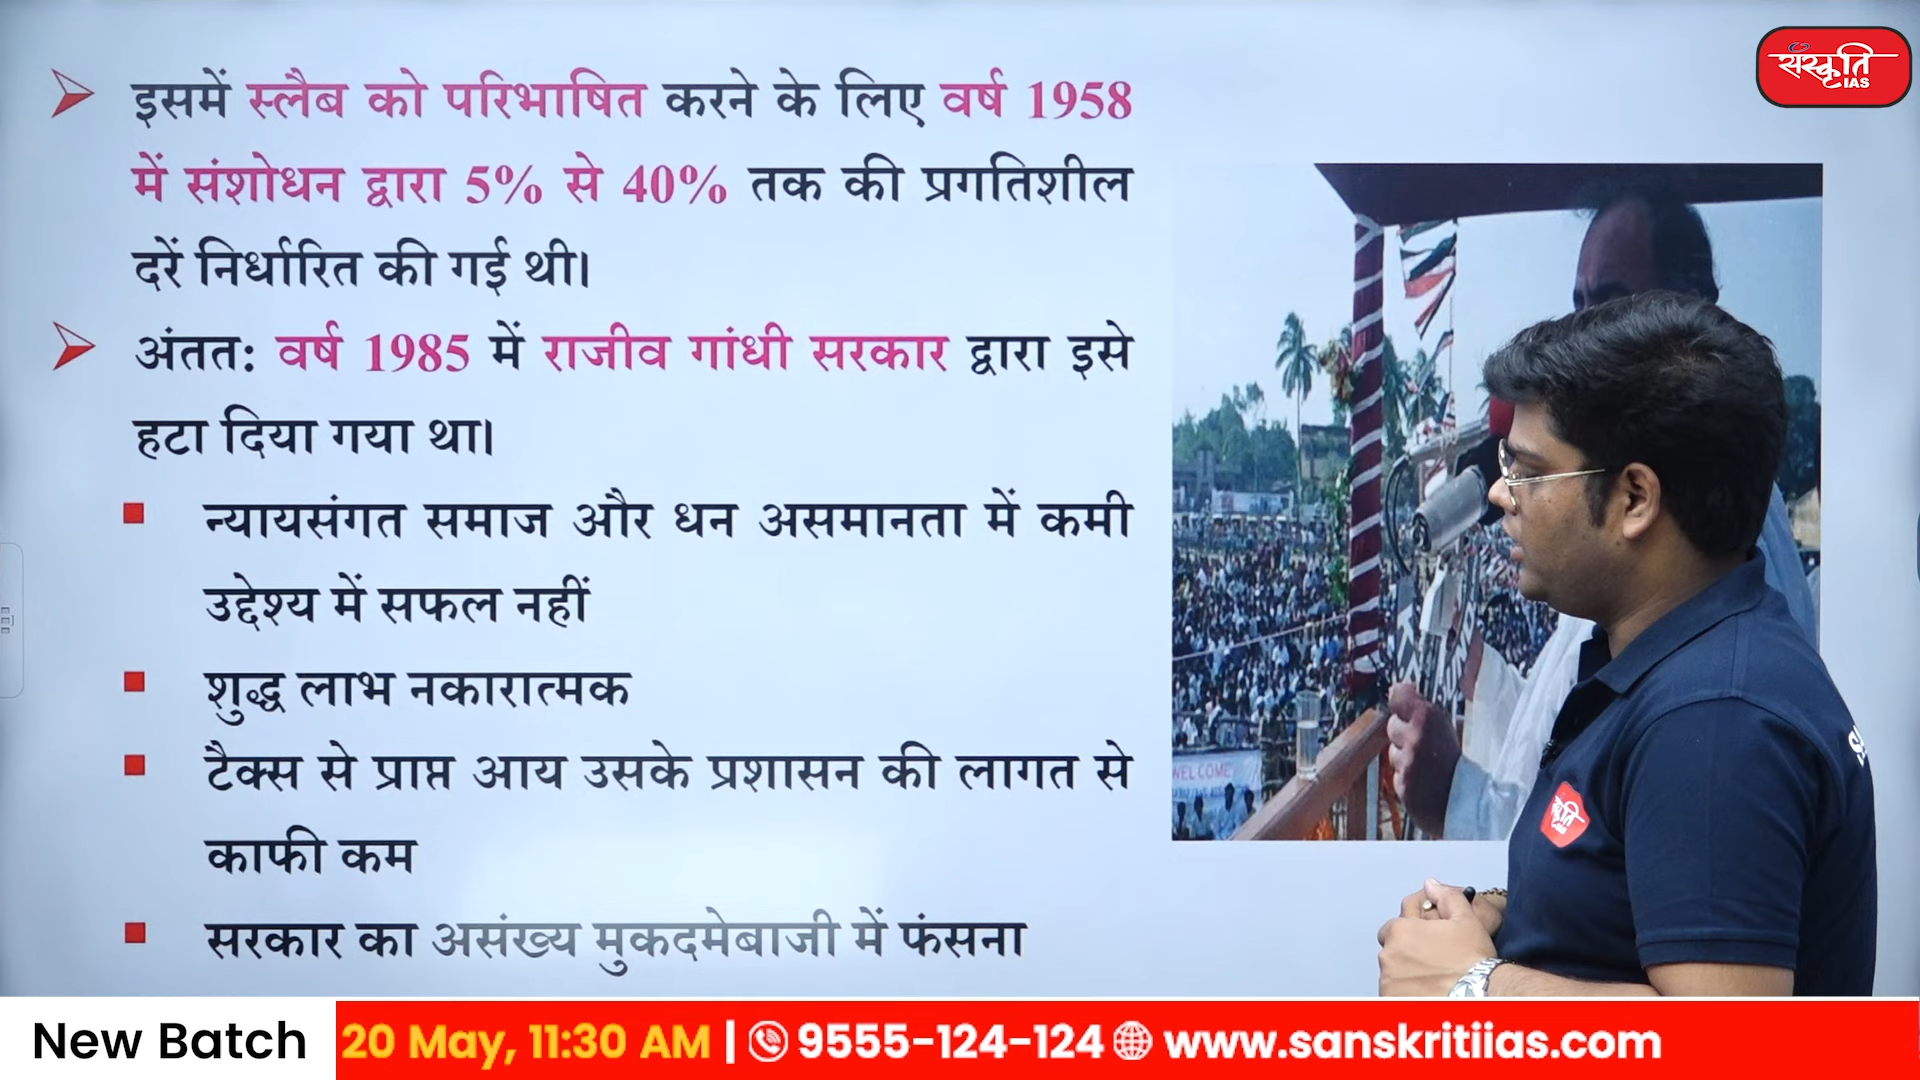 संस्कृति
IAS
इसमें स्लैब को परिभाषित करने के लिए वर्ष 1958
में संशोधन द्वारा 5% से 40% तक की प्रगतिशील
दरें निर्धारित की गई थी।
अंतत: वर्ष 1985 में राजीव गांधी सरकार द्वारा इसे
हटा दिया गया था।
न्यायसंगत समाज और धन असमानता में कमी
उद्देश्य में सफल नहीं
शुद्ध लाभ नकारात्मक
टैक्स से प्राप्त आय उसके प्रशासन की लागत से
काफी कम
सरकार का असंख्य मुकदमेबाजी में फंसना
WELCOME
संस्कृति
IAS
New Batch 20 May, 11:30 AM | 9555-124-124 www.sanskritiias.com